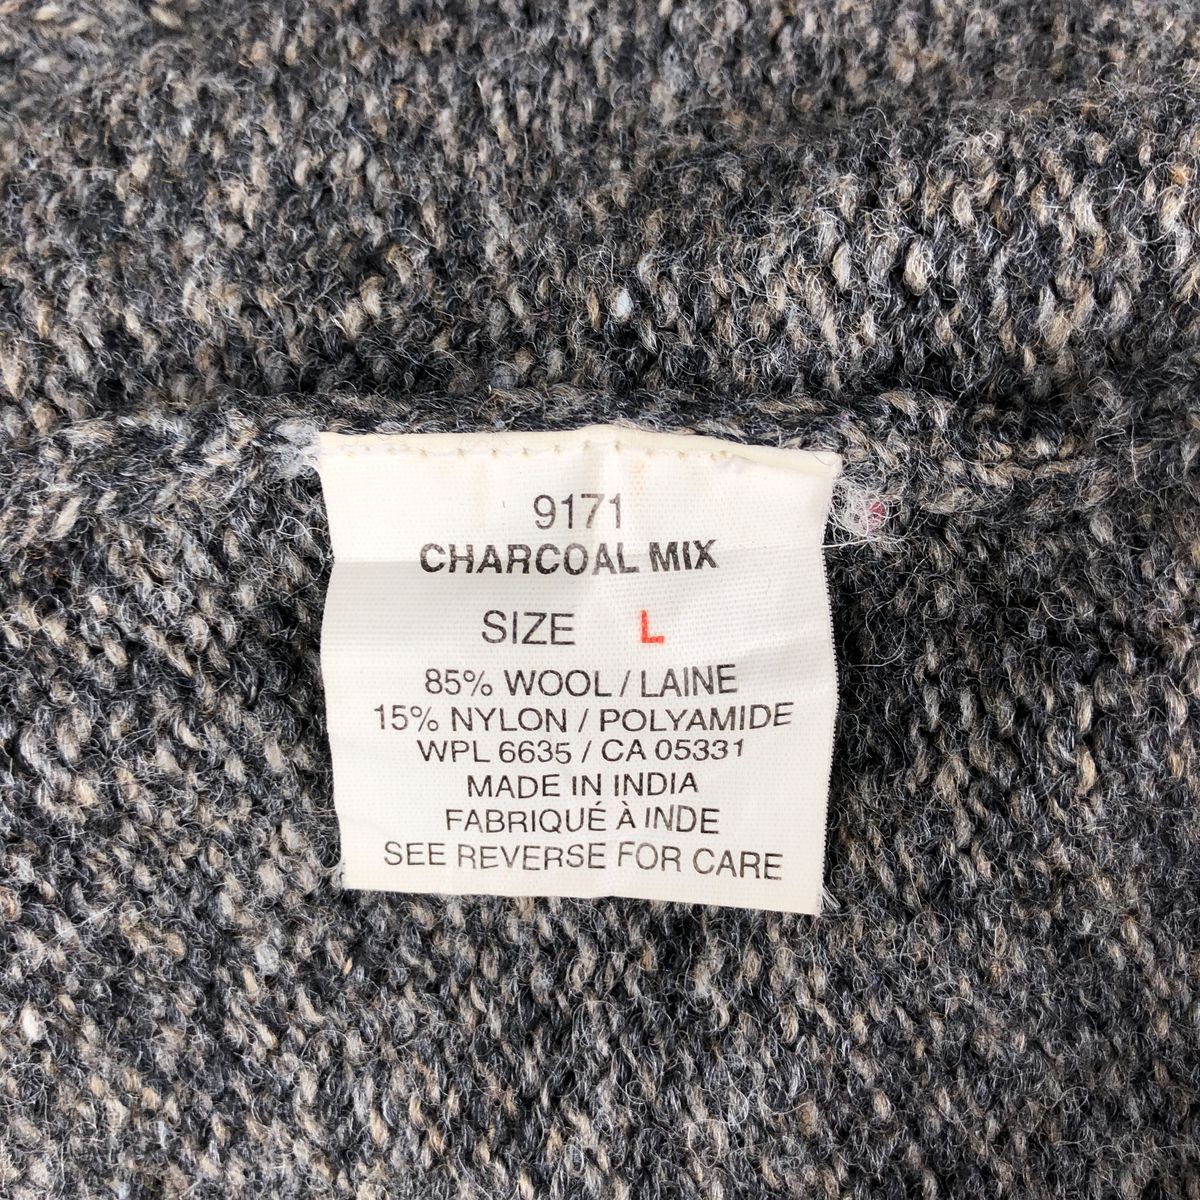 9171
CHARCOAL MIX
SIZE L
85% WOOL / LAINE
15% NYLON / POLYAMIDE
WPL 6635 / CA 05331
MADE IN INDIA
FABRIQUÉ À INDE
SEE REVERSE FOR CARE